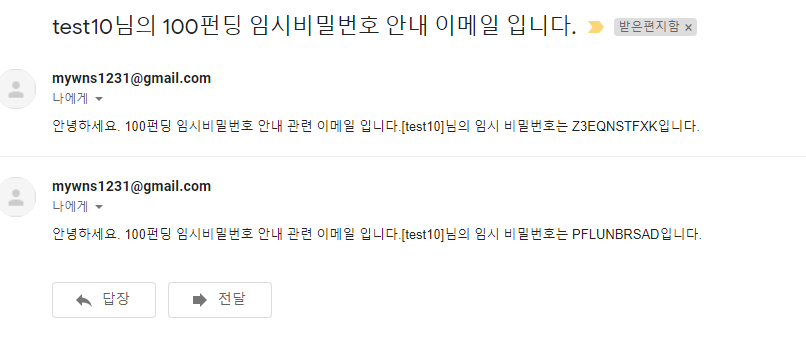 test10님의 100펀딩 임시비밀번호 안내 이메일 입니다. 받은편지함 ×
mywns1231@gmail.com
나에게
안녕하세요. 100펀딩 임시비밀번호 안내 관련 이메일 입니다.[test10]님의 임시 비밀번호는 Z3EQNSTFXK입니다.
mywns1231@gmail.com
나에게
안녕하세요. 100펀딩 임시비밀번호 안내 관련 이메일 입니다.[test10]님의 임시 비밀번호는 PFLUNBRSAD입니다.
답장 전달